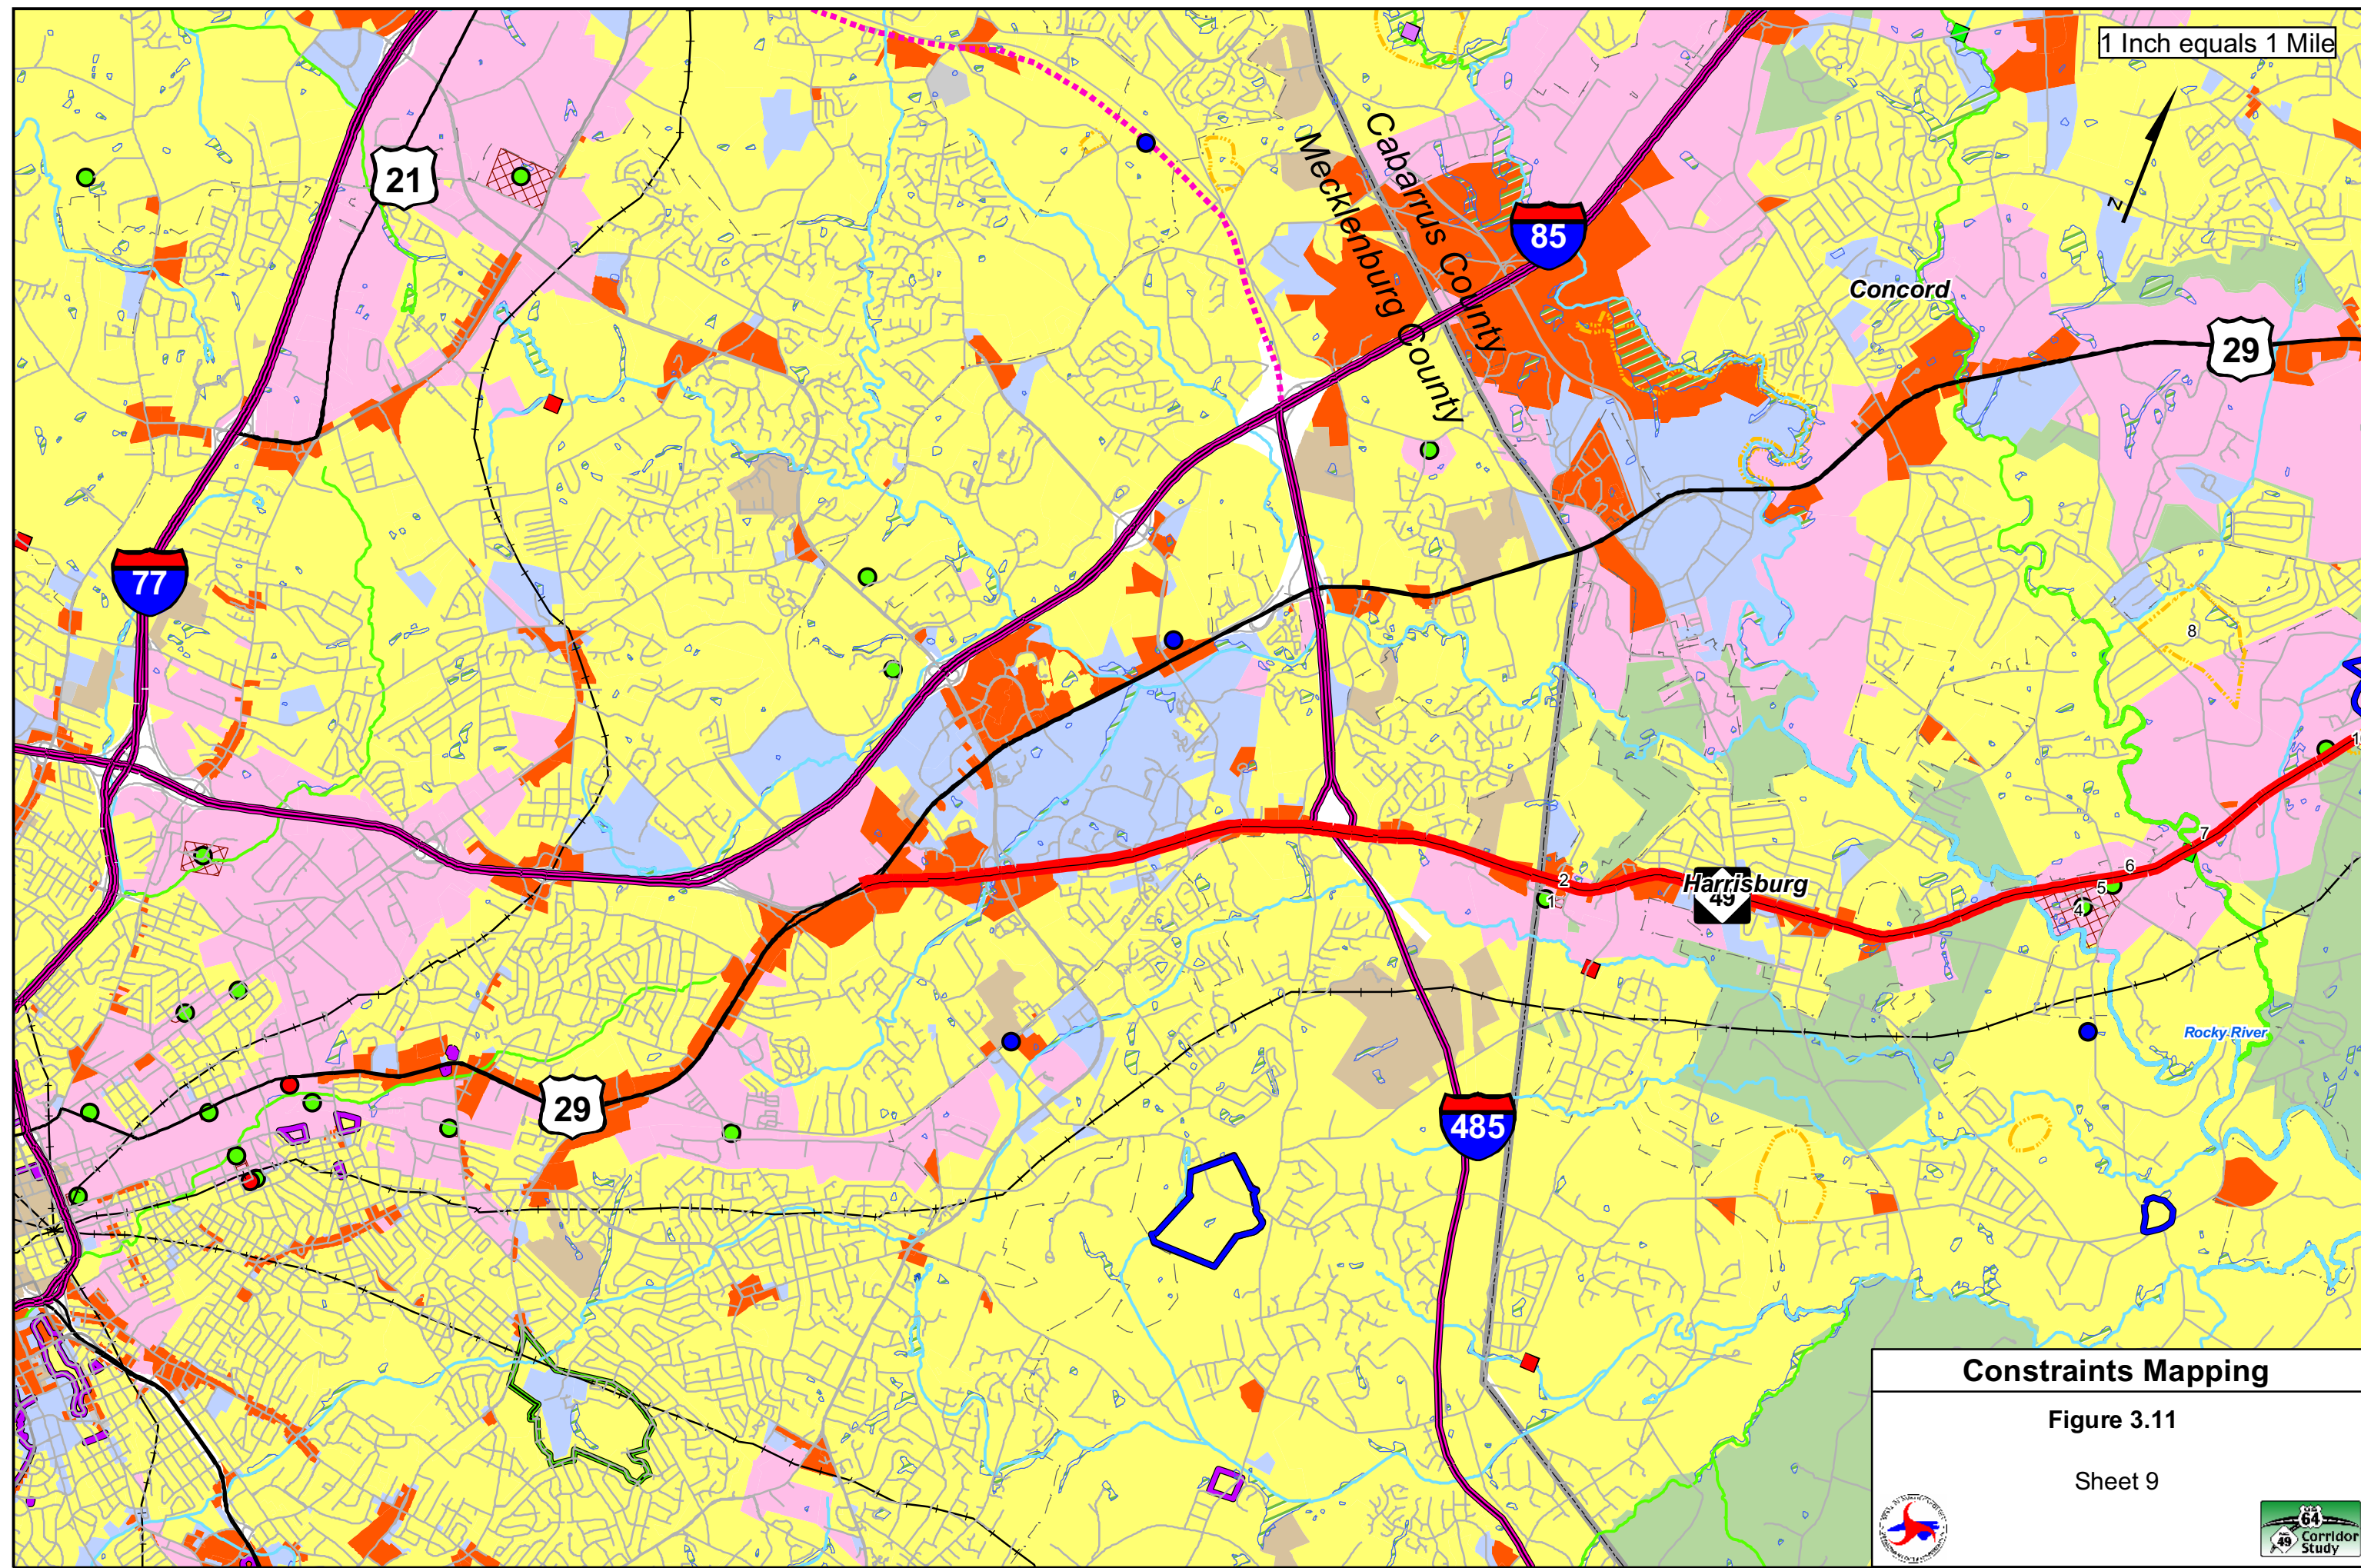 1 Inch equals 1 Mile
21
Cabarrus County
Mecklenburg County
85
N
Concord
29
77
8
1
7
6
5
4
2
1
Harrisburg
49
Rocky River
29
485
Constraints Mapping
Figure 3.11
Sheet 9
US
64
49
Corridor
Study